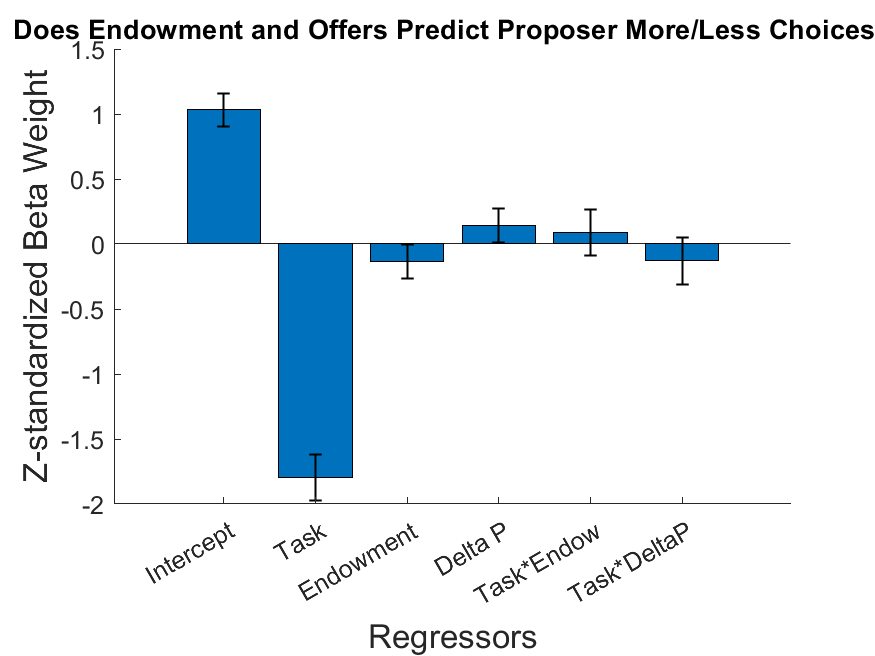 Does Endowment and Offers Predict Proposer More/Less Choices
Z-standardized Beta Weight
1.5
1
0.5
0
-0.5
-1
-1.5
-2
Intercept
Task
Endowment
Delta P
Task*Endow
Task*DeltaP
Regressors